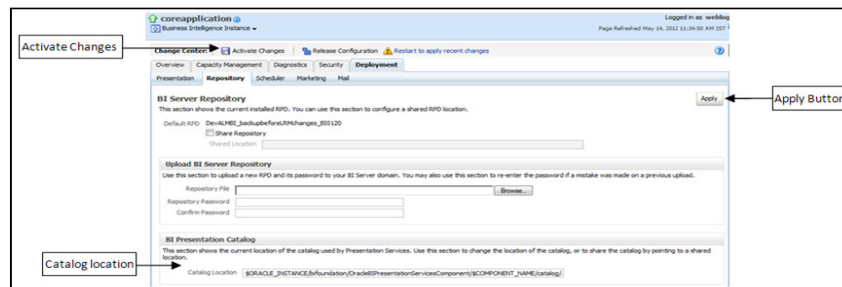 coreapplication
Logged in as weblog
Business Intelligence Instance
Page Refreshed May 14, 2012 11:34:50 AM IST
Activate Changes
Change Center: Activate Changes Release Configuration Restart to apply recent changes
Overview Capacity Management Diagnostics Security Deployment
Presentation Repository Scheduler Marketing Mail
BI Server Repository
Apply
Apply Button
This section shows the current installed RPD. You can use this section to configure a shared RPD location.
Default RPD DevALMBI_backupbeforeLRMchanges_BI0120
Share Repository
Shared Location
Upload BI Server Repository
Use this section to upload a new RPD and its password to your BI Server domain. You may also use this section to re-enter the password if a mistake was made on a previous upload.
Repository File Browse...
Repository Password
Confirm Password
BI Presentation Catalog
This section shows the current location of the catalog used by Presentation Services. Use this section to change the location of the catalog, or to share the catalog by pointing to a shared
location.
Catalog location
Catalog Location $ORACLE_INSTANCE/bifoundation/OracleBIPresentationServicesComponent/$COMPONENT_NAME/catalog/